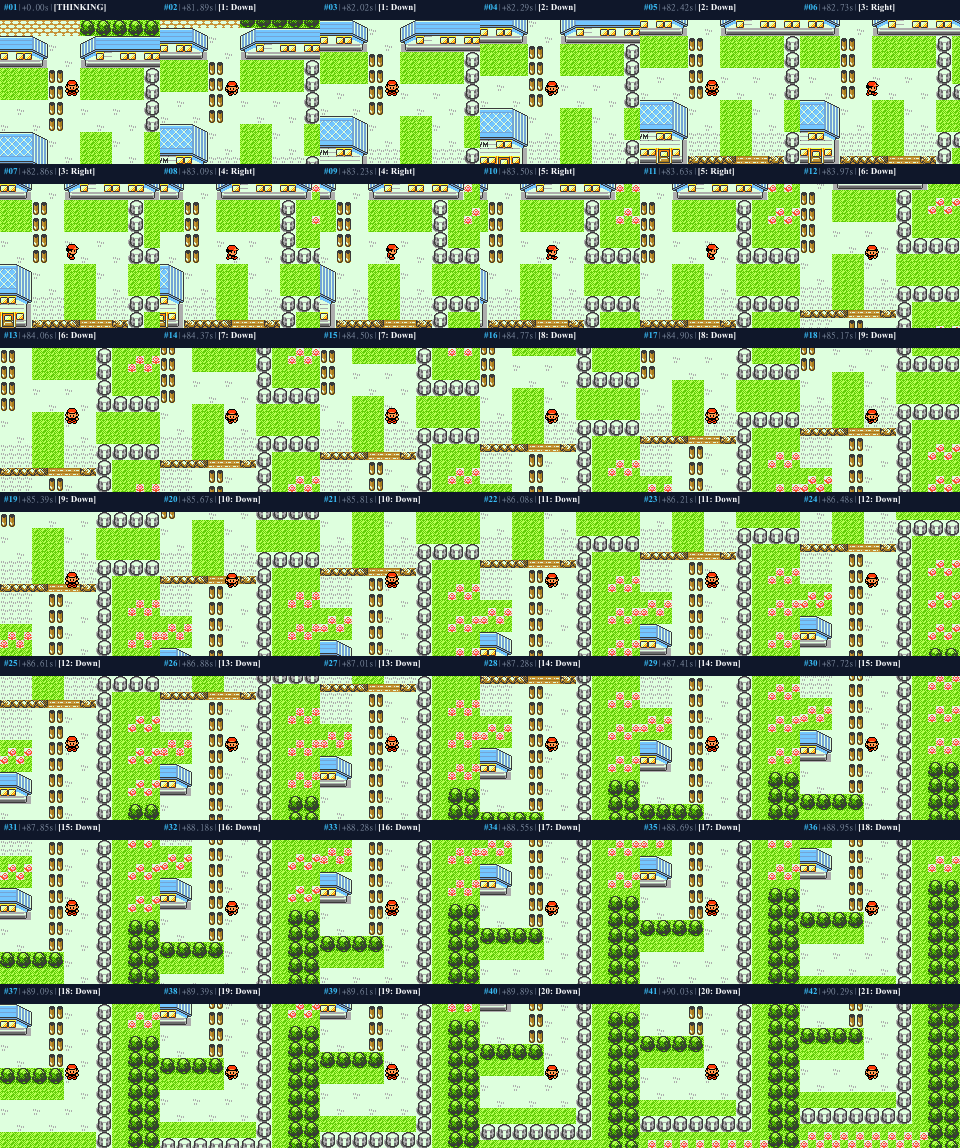 #01|+0.00s|[THINKING] #02|+81.89s|[1: Down] #03|+82.02s|[1: Down] #04|+82.29s|[2: Down] #05|+82.42s|[2: Down] #06|+82.73s|[3: Right]
#07|+82.86s|[3: Right] #08|+83.09s|[4: Right] #09|+83.23s|[4: Right] #10|+83.50s|[5: Right] #11|+83.63s|[5: Right] #12|+83.97s|[6: Down]
#13|+84.06s|[6: Down] #14|+84.37s|[7: Down] #15|+84.50s|[7: Down] #16|+84.77s|[8: Down] #17|+84.90s|[8: Down] #18|+85.17s|[9: Down]
#19|+85.39s|[9: Down] #20|+85.67s|[10: Down] #21|+85.81s|[10: Down] #22|+86.08s|[11: Down] #23|+86.21s|[11: Down] #24|+86.48s|[12: Down]
#25|+86.61s|[12: Down] #26|+86.88s|[13: Down] #27|+87.01s|[13: Down] #28|+87.28s|[14: Down] #29|+87.41s|[14: Down] #30|+87.72s|[15: Down]
#31|+87.85s|[15: Down] #32|+88.18s|[16: Down] #33|+88.28s|[16: Down] #34|+88.55s|[17: Down] #35|+88.69s|[17: Down] #36|+88.95s|[18: Down]
#37|+89.09s|[18: Down] #38|+89.39s|[19: Down] #39|+89.61s|[19: Down] #40|+89.89s|[20: Down] #41|+90.03s|[20: Down] #42|+90.29s|[21: Down]